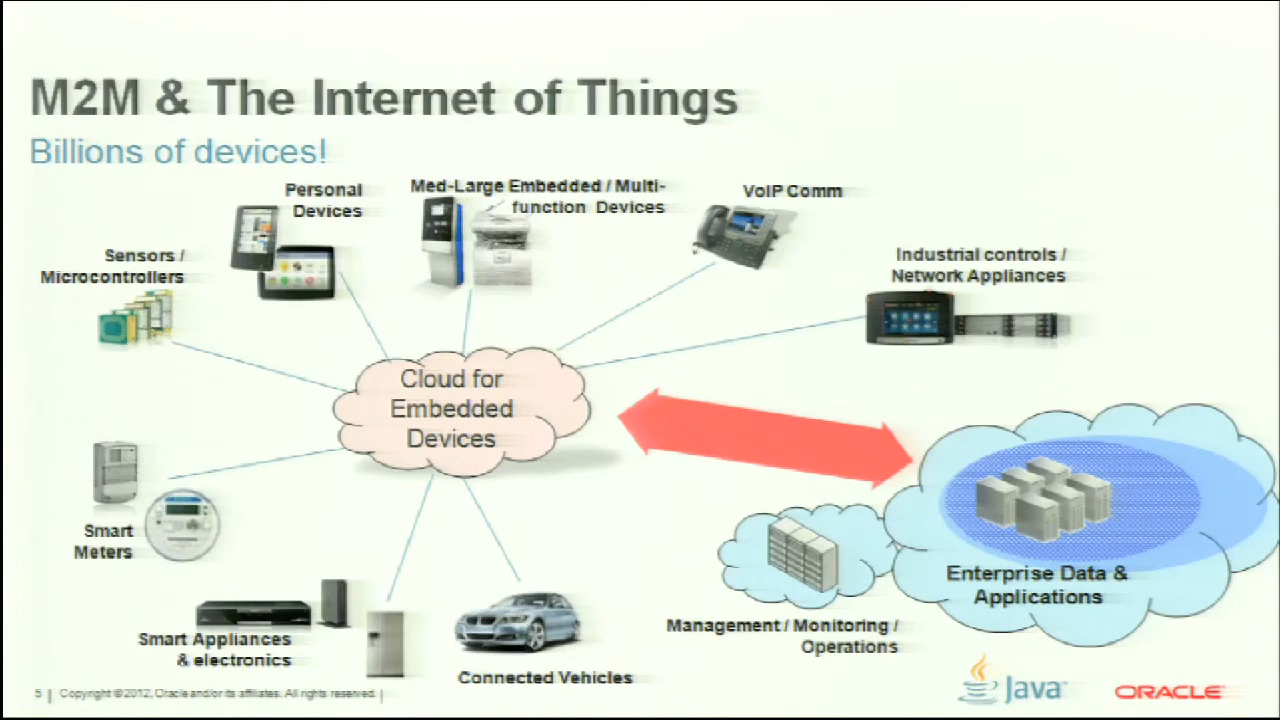 M2M & The Internet of Things
Billions of devices!
Personal
Devices
Med-Large Embedded / Multi-
function Devices
VoIP Comm
Sensors /
Microcontrollers
Industrial controls /
Network Appliances
Cloud for
Embedded
Devices
Smart
Meters
Enterprise Data &
Applications
Smart Appliances
& electronics
Connected Vehicles
Management / Monitoring /
Operations
5 | Copyright © 2012, Oracle and/or its affiliates. All rights reserved. |
Java
ORACLE